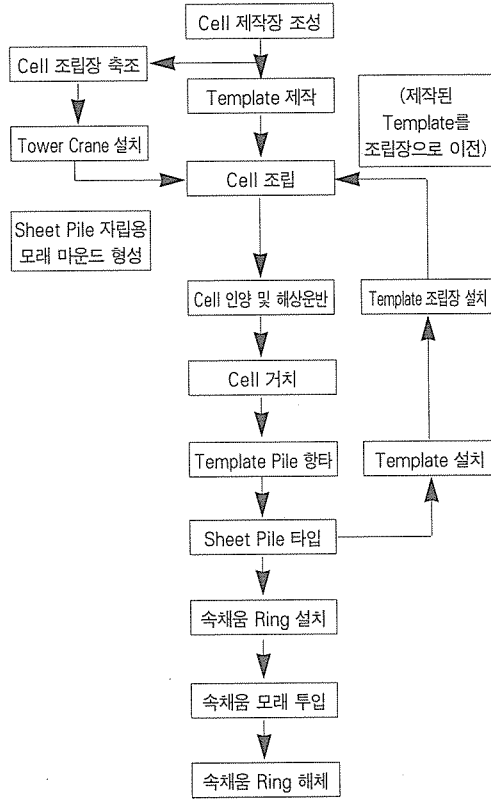 Cell 제작장 조성
Cell 조립장 축조
Template 제작
(제작된
Template를
조립장으로 이전)
Tower Crane 설치
Cell 조립
Sheet Pile 자립용
모래 마운드 형성
Cell 인양 및 해상운반
Template 조립장 설치
Cell 거치
Template Pile 항타
Template 설치
Sheet Pile 타입
속채움 Ring 설치
속채움 모래 투입
속채움 Ring 해체